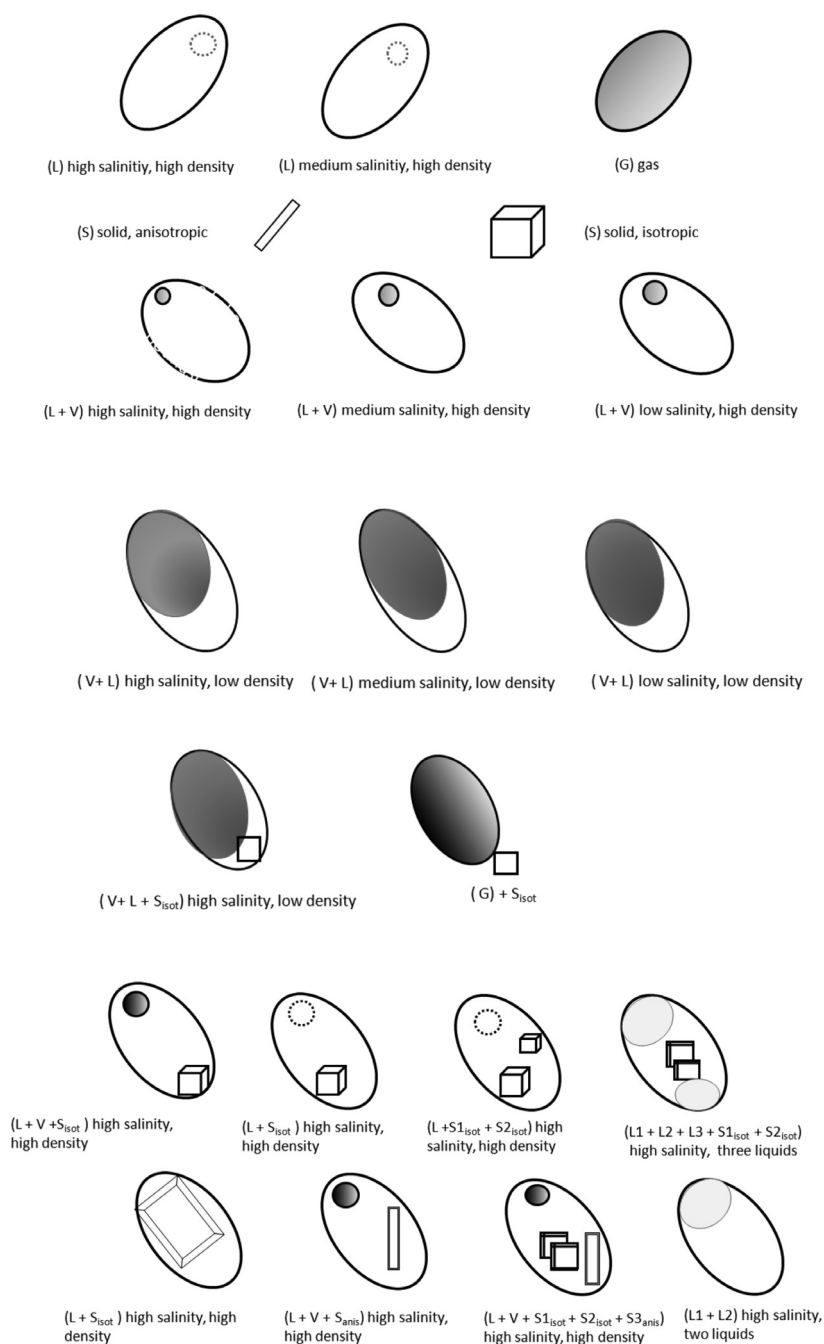 (L) high salinitiy, high density
(L) medium salinitiy, high density
(G) gas
(S) solid, anisotropic
(S) solid, isotropic
(L + V) high salinity, high density
(L + V) medium salinity, high density
(L + V) low salinity, high density
( V+ L) high salinity, low density
( V+ L) medium salinity, low density
( V+ L) low salinity, low density
( V+ L + Sisot) high salinity, low density
( G) + Sisot
(L + V +Sisot ) high salinity,
high density
(L + Sisot ) high salinity,
high density
(L +S1isot + S2isot) high
salinity, high density
(L1 + L2 + L3 + S1isot + S2isot)
high salinity, three liquids
(L + Sisot ) high salinity, high
density
(L + V + Sanis) high salinity,
high density
(L + V + S1isot + S2isot + S3anis)
high salinity, high density
(L1 + L2) high salinity,
two liquids